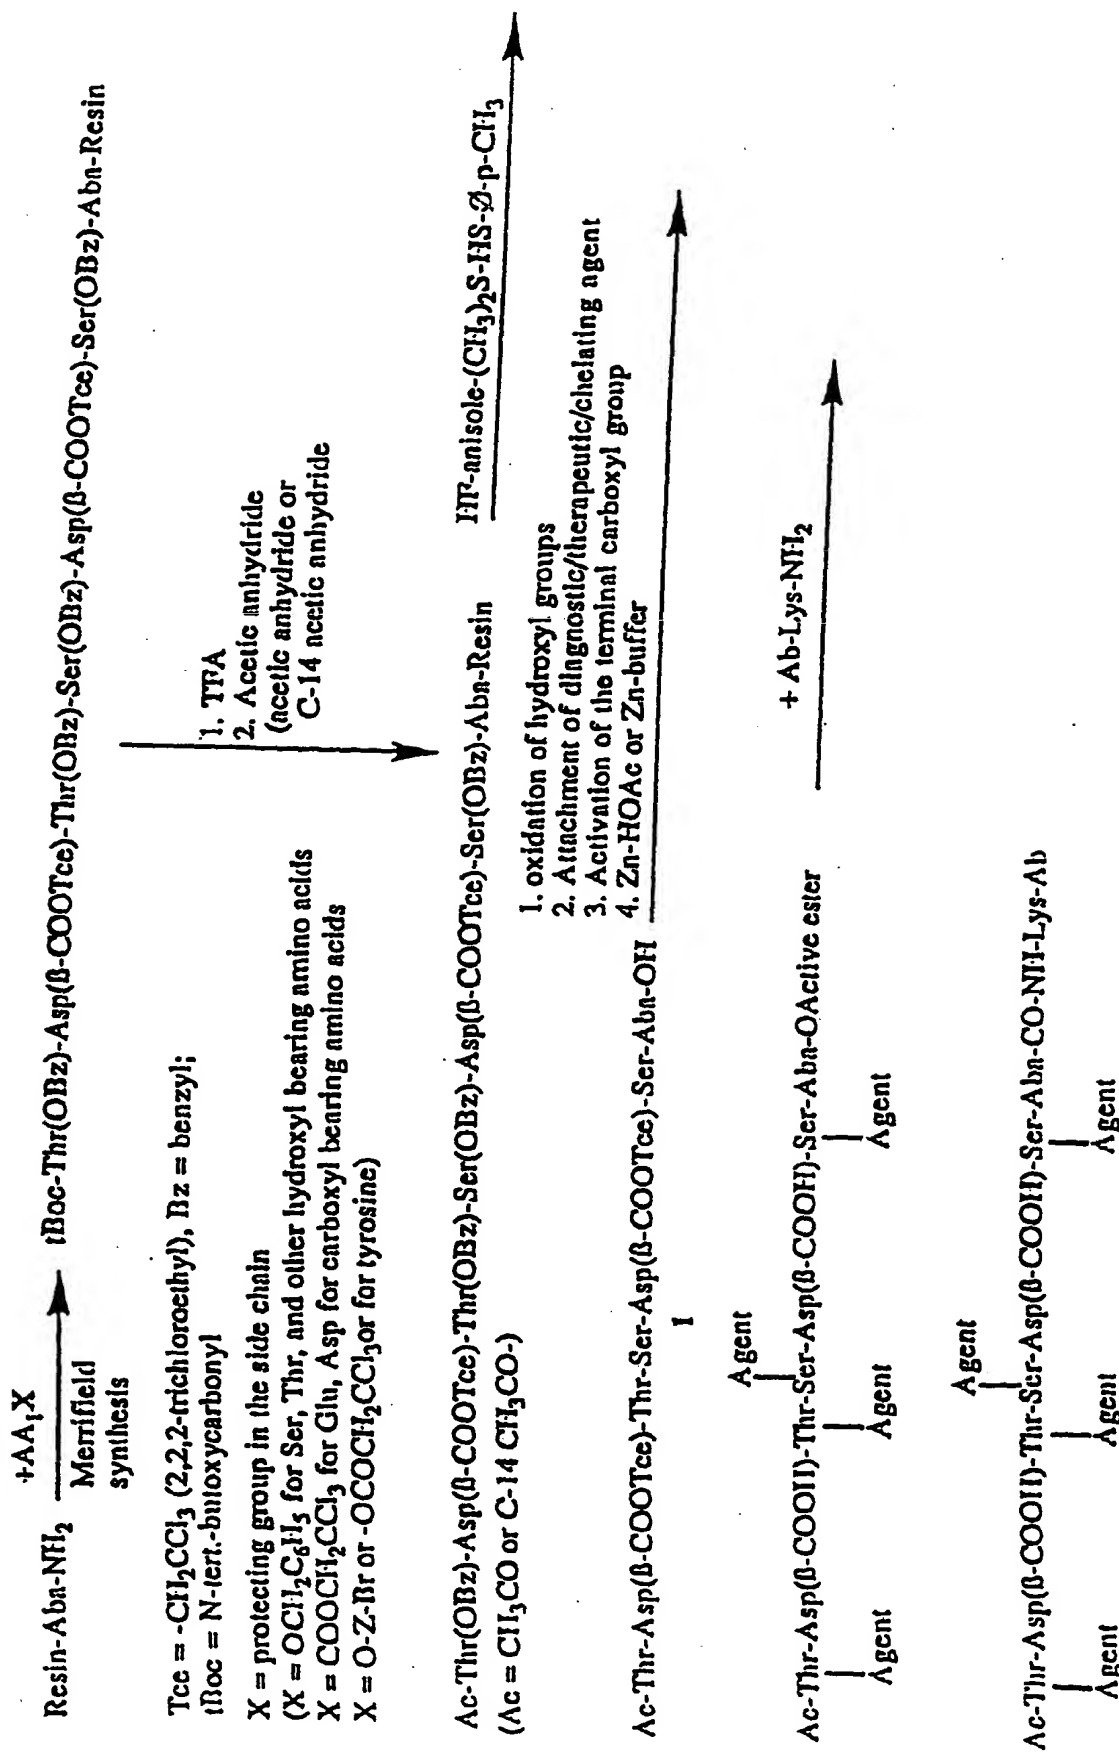 +AA₁X
Resin-Abn-NH₂
Merrifield
synthesis
tBoc-Thr(OBz)-Asp(β-COOTce)-Thr(OBz)-Ser(OBz)-Asp(β-COOTce)-Ser(OBz)-Abn-Resin
Tce = -CH₂CCl₃ (2,2,2-trichloroethyl), Bz = benzyl;
tBoc = N-tert.-butoxycarbonyl
X = protecting group in the side chain
(X = OCH₂C₆H₅ for Ser, Thr, and other hydroxyl bearing amino acids
X = COOCH₂CCl₃ for Glu, Asp for carboxyl bearing amino acids
X = O-Z-Br or -OCOCH₂CCl₃or for tyrosine)
1. TFA
2. Acetic anhydride
(acetic anhydride or
C-14 acetic anhydride
Ac-Thr(OBz)-Asp(β-COOTce)-Thr(OBz)-Ser(OBz)-Asp(β-COOTce)-Ser(OBz)-Abn-Resin
HF-anisole-(CH₃)₂S-HS-Ø-p-CH₃
(Ac = CH₃CO or C-14 CH₃CO-)
1. oxidation of hydroxyl groups
2. Attachment of diagnostic/therapeutic/chelating agent
3. Activation of the terminal carboxyl group
4. Zn-HOAc or Zn-buffer
Ac-Thr-Asp(β-COOTce)-Thr-Ser-Asp(β-COOTce)-Ser-Abn-OH
I
Agent
Ac-Thr-Asp(β-COOH)-Thr-Ser-Asp(β-COOH)-Ser-Abn-OActive ester
+ Ab-Lys-NH₂
Agent Agent Agent
Agent
Ac-Thr-Asp(β-COOH)-Thr-Ser-Asp(β-COOH)-Ser-Abn-CO-NH-Lys-Ab
Agent Agent Agent